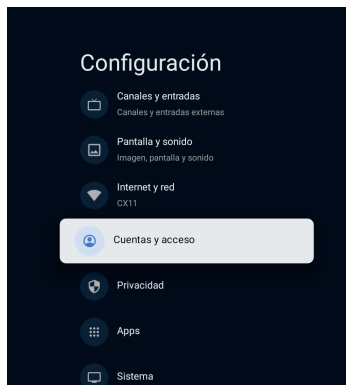 Configuración
Canales y entradas
Canales y entradas externas
Pantalla y sonido
Imagen, pantalla y sonido
Internet y red
CX11
Cuentas y acceso
Privacidad
Apps
Sistema